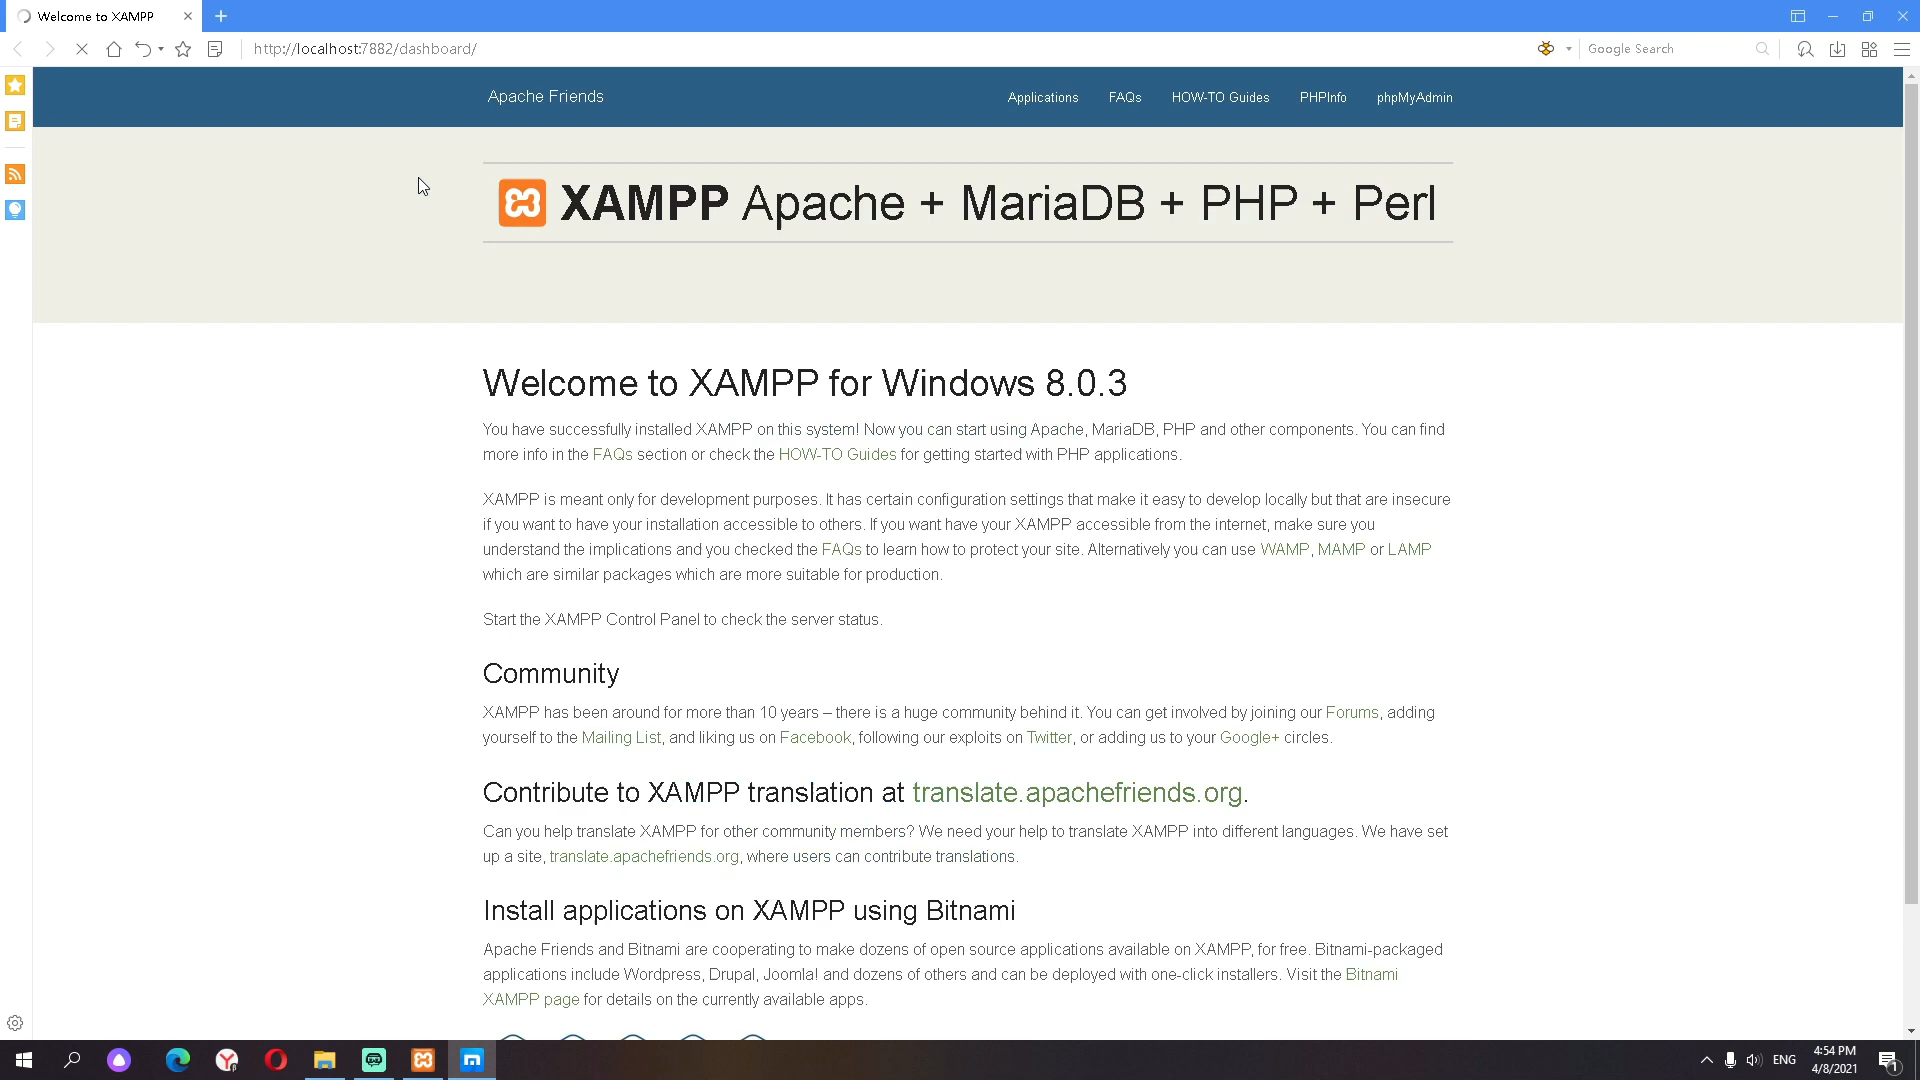 Welcome to XAMPP
http://localhost:7882/dashboard/
Google Search
Apache Friends
Applications
FAQs
HOW-TO Guides
PHPInfo
phpMyAdmin
XAMPP Apache + MariaDB + PHP + Perl
Welcome to XAMPP for Windows 8.0.3
You have successfully installed XAMPP on this system! Now you can start using Apache, MariaDB, PHP and other components. You can find
more info in the FAQs section or check the HOW-TO Guides for getting started with PHP applications.
XAMPP is meant only for development purposes. It has certain configuration settings that make it easy to develop locally but that are insecure
if you want to have your installation accessible to others. If you want have your XAMPP accessible from the internet, make sure you
understand the implications and you checked the FAQs to learn how to protect your site. Alternatively you can use WAMP, MAMP or LAMP
which are similar packages which are more suitable for production.
Start the XAMPP Control Panel to check the server status.
Community
XAMPP has been around for more than 10 years – there is a huge community behind it. You can get involved by joining our Forums, adding
yourself to the Mailing List, and liking us on Facebook, following our exploits on Twitter, or adding us to your Google+ circles.
Contribute to XAMPP translation at translate.apachefriends.org.
Can you help translate XAMPP for other community members? We need your help to translate XAMPP into different languages. We have set
up a site, translate.apachefriends.org, where users can contribute translations.
Install applications on XAMPP using Bitnami
Apache Friends and Bitnami are cooperating to make dozens of open source applications available on XAMPP, for free. Bitnami-packaged
applications include Wordpress, Drupal, Joomla! and dozens of others and can be deployed with one-click installers. Visit the Bitnami
XAMPP page for details on the currently available apps.
ENG
4:54 PM
4/8/2021
1